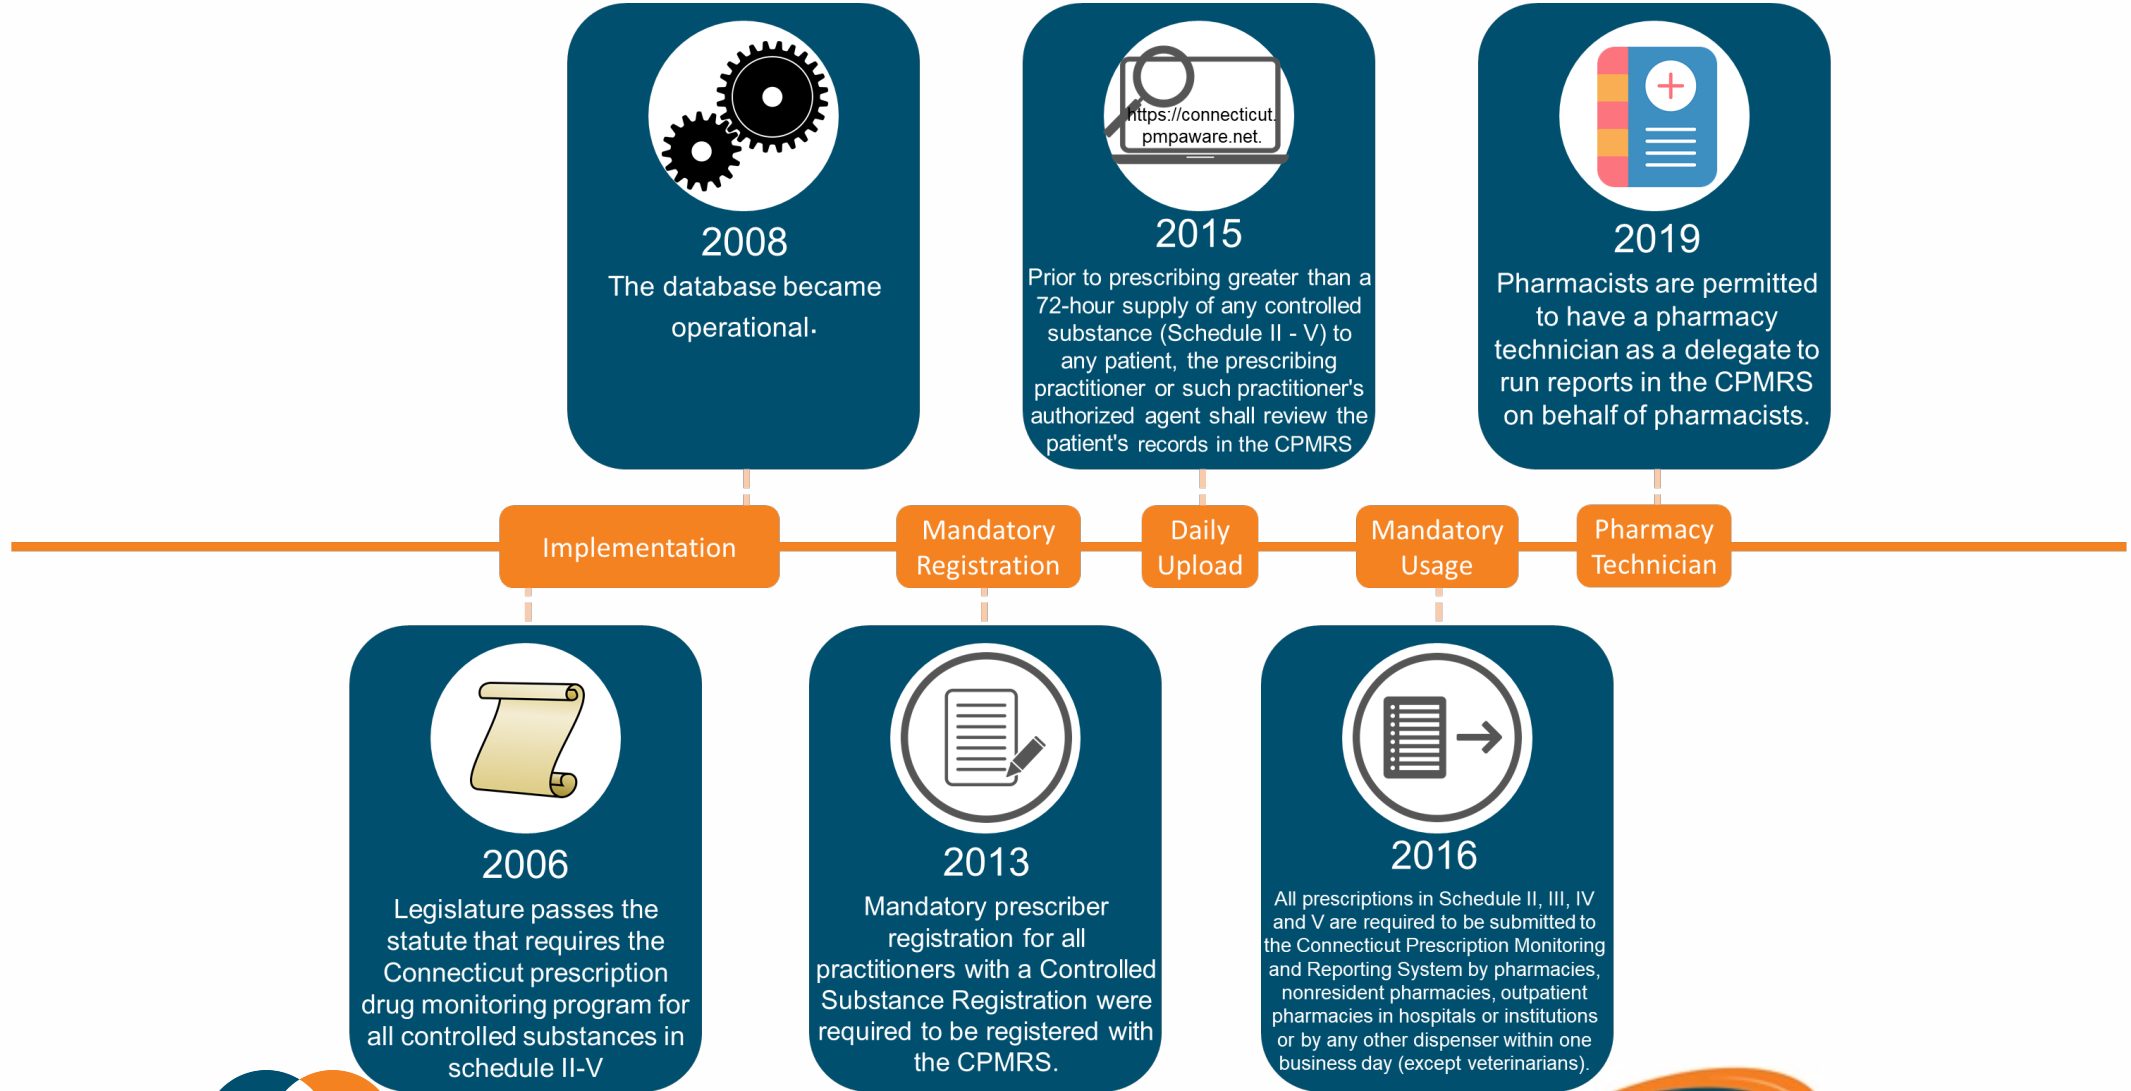 2008
The database became
operational.
https://connecticut.
pmpaware.net.
2015
Prior to prescribing greater than a
72-hour supply of any controlled
substance (Schedule II - V) to
any patient, the prescribing
practitioner or such practitioner's
authorized agent shall review the
patient's records in the CPMRS
2019
Pharmacists are permitted
to have a pharmacy
technician as a delegate to
run reports in the CPMRS
on behalf of pharmacists.
Implementation
Mandatory
Registration
Daily
Upload
Mandatory
Usage
Pharmacy
Technician
2006
Legislature passes the
statute that requires the
Connecticut prescription
drug monitoring program for
all controlled substances in
schedule II-V
2013
Mandatory prescriber
registration for all
practitioners with a Controlled
Substance Registration were
required to be registered with
the CPMRS.
2016
All prescriptions in Schedule II, III, IV
and V are required to be submitted to
the Connecticut Prescription Monitoring
and Reporting System by pharmacies,
nonresident pharmacies, outpatient
pharmacies in hospitals or institutions
or by any other dispenser within one
business day (except veterinarians).